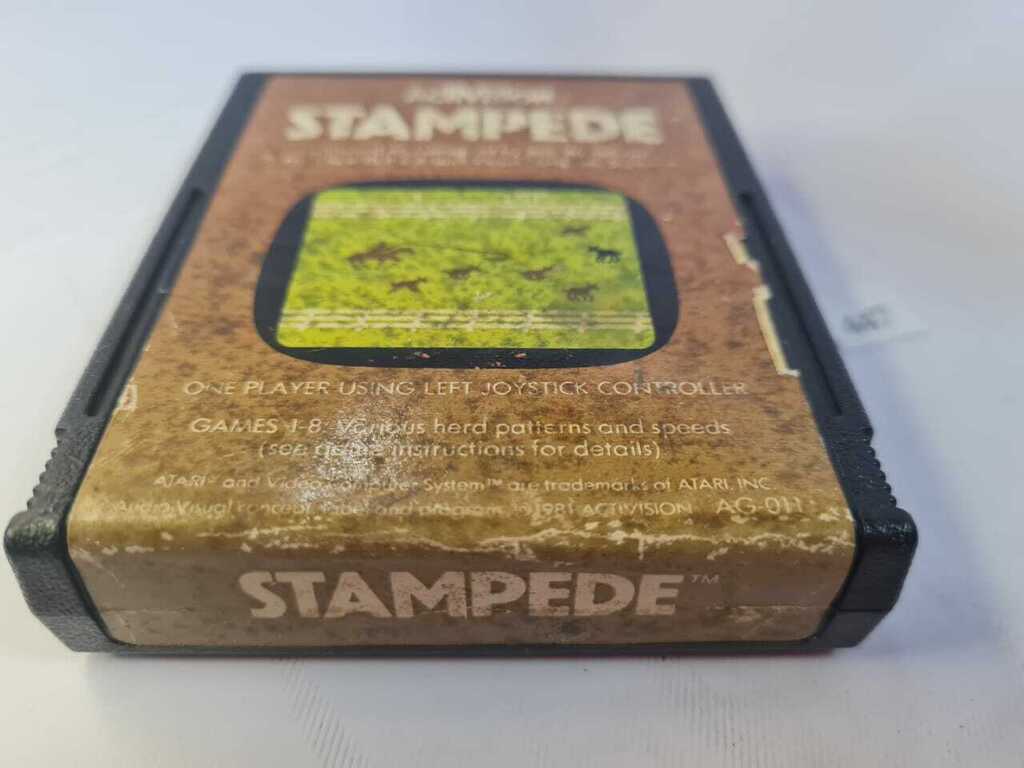 ACTIVISION
STAMPEDE
ONE PLAYER USING LEFT JOYSTICK CONTROLLER
GAMES 1-8: Various herd patterns and speeds
(see game instructions for details)
ATARI™ and Video Computer System™ are trademarks of ATARI, INC.
Audio Visual concept, label and program © 1981 ACTIVISION AG-011
STAMPEDE™